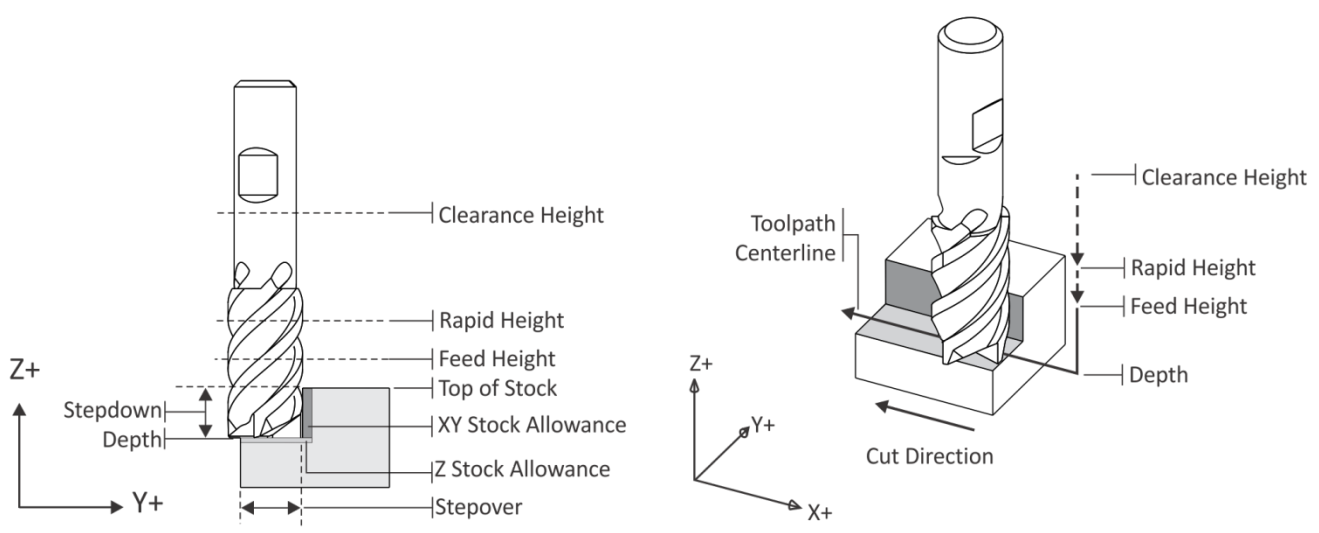 Clearance Height
Rapid Height
Feed Height
Top of Stock
XY Stock Allowance
Z Stock Allowance
Stepover
Stepdown
Depth
Z+
Y+
Toolpath
Centerline
Clearance Height
Rapid Height
Feed Height
Depth
Cut Direction
Z+
Y+
X+